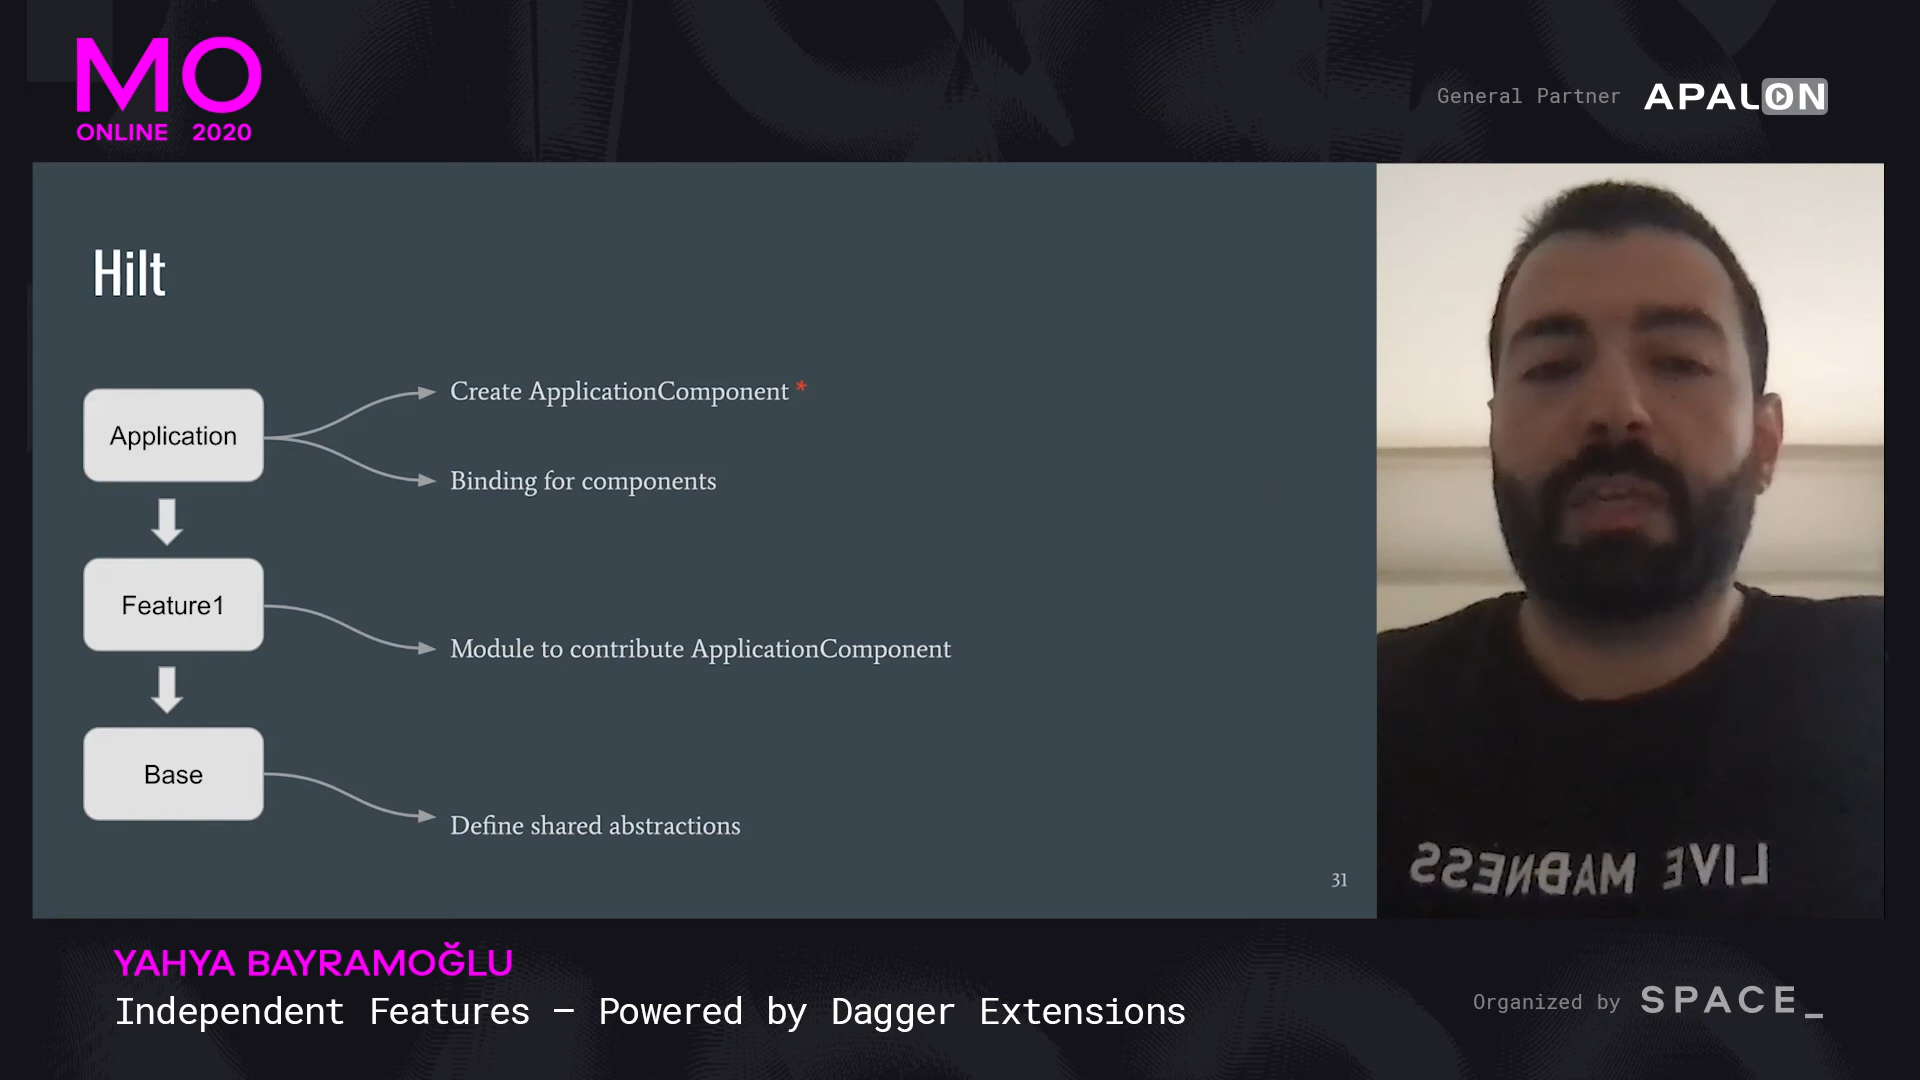 MO
ONLINE 2020
General Partner APALON
Hilt
Application
Create ApplicationComponent *
Binding for components
Feature1
Module to contribute ApplicationComponent
Base
Define shared abstractions
31
LIVE MADNESS
YAHYA BAYRAMOĞLU
Independent Features — Powered by Dagger Extensions
Organized by SPACE_